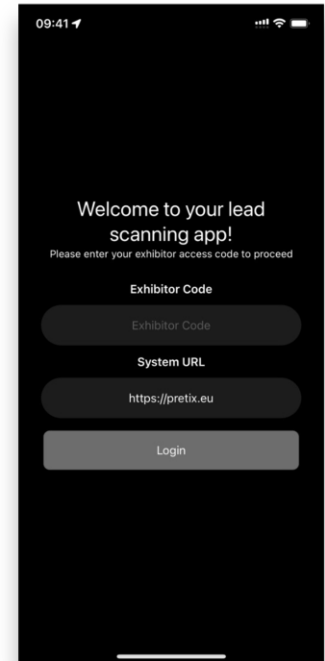 09:41
Welcome to your lead
scanning app!
Please enter your exhibitor access code to proceed
Exhibitor Code
Exhibitor Code
System URL
https://pretix.eu
Login